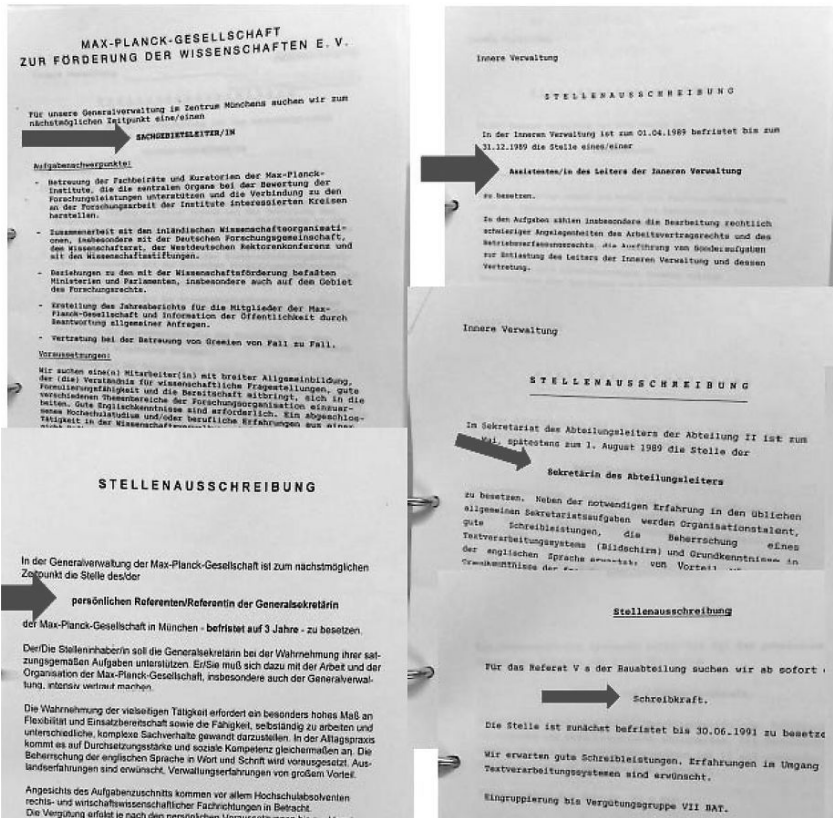 MAX-PLANCK-GESELLSCHAFT
ZUR FÖRDERUNG DER WISSENSCHAFTEN E. V.
Für unsere Generalverwaltung im Zentrum Münchens suchen wir zum
nächstmöglichen Zeitpunkt eine/einen
SACHGEBIETSLEITER/IN
Aufgabenschwerpunkte:
- Betreuung der Fachbeiräte und Kuratorien der Max-Planck-
Institute, die die zentralen Organe bei der Bewertung der
Forschungsleistungen unterstützen und die Verbindung zu den
an der Forschungsarbeit der Institute interessierten Kreisen
herstellen.
- Zusammenarbeit mit den inländischen Wissenschaftsorganisati-
onen, insbesondere mit der Deutschen Forschungsgemeinschaft,
dem Wissenschaftsrat, der Westdeutschen Rektorenkonferenz und
mit den Wissenschaftsstiftungen.
- Beziehungen zu den mit der Wissenschaftsförderung befaßten
Ministerien und Parlamenten, insbesondere auch auf dem Gebiet
des Forschungsrechts.
- Erstellung des Jahresberichts für die Mitglieder der Max-
Planck-Gesellschaft und Information der Öffentlichkeit durch
Beantwortung allgemeiner Anfragen.
- Vertretung bei der Betreuung von Gremien von Fall zu Fall.
Voraussetzungen:
Wir suchen eine(n) Mitarbeiter(in) mit breiter Allgemeinbildung,
der (die) Verständnis für wissenschaftliche Fragestellungen, gute
Formulierungsfähigkeit und die Bereitschaft mitbringt, sich in die
verschiedenen Themenbereiche der Forschungsorganisation einzuar-
beiten. Gute Englischkenntnisse sind erforderlich. Ein abgeschlos-
senes Hochschulstudium und/oder berufliche Erfahrungen aus einer
Tätigkeit in der
Innere Verwaltung
STELLENAUSSCHREIBUNG
In der Inneren Verwaltung ist zum 01.04.1989 befristet bis zum
31.12.1989 die Stelle eines/einer
Assistenten/in des Leiters der Inneren Verwaltung
zu besetzen.
Zu den Aufgaben zählen insbesondere die Bearbeitung rechtlich
schwieriger Angelegenheiten des Arbeitsvertragsrechts und des
Betriebsverfassungsrechts, die Ausführung von Sonderaufgaben
zur Entlastung des Leiters der Inneren Verwaltung und dessen
Vertretung.
Innere Verwaltung
STELLENAUSSCHREIBUNG
Im Sekretariat des Abteilungsleiters der Abteilung II ist zum
Mai, spätestens zum 1. August 1989 die Stelle der
Sekretärin des Abteilungsleiters
zu besetzen. Neben der notwendigen Erfahrung in den üblichen
allgemeinen Sekretariatsaufgaben werden Organisationstalent,
gute Schreibleistungen, die Beherrschung eines
Textverarbeitungssystems (Bildschirm) und Grundkenntnisse in
der englischen Sprache erwartet; von Vorteil
STELLENAUSSCHREIBUNG
In der Generalverwaltung der Max-Planck-Gesellschaft ist zum nächstmöglichen
Zeitpunkt die Stelle des/der
persönlichen Referenten/Referentin der Generalsekretärin
der Max-Planck-Gesellschaft in München - befristet auf 3 Jahre - zu besetzen.
Der/Die Stelleninhaber/in soll die Generalsekretärin bei der Wahrnehmung ihrer sat-
zungsgemäßen Aufgaben unterstützen. Er/Sie muß sich dazu mit der Arbeit und der
Organisation der Max-Planck-Gesellschaft, insbesondere auch der Generalverwal-
tung, intensiv vertraut machen.
Die Wahrnehmung der vielseitigen Tätigkeit erfordert ein besonders hohes Maß an
Flexibilität und Einsatzbereitschaft sowie die Fähigkeit, selbständig zu arbeiten und
unterschiedliche, komplexe Sachverhalte gewandt darzustellen. In der Alltagspraxis
kommt es auf Durchsetzungsstärke und soziale Kompetenz gleichermaßen an. Die
Beherrschung der englischen Sprache in Wort und Schrift wird vorausgesetzt. Aus-
landserfahrungen sind erwünscht, Verwaltungserfahrungen von großem Vorteil.
Angesichts des Aufgabenzuschnitts kommen vor allem Hochschulabsolventen
rechts- und wirtschaftswissenschaftlicher Fachrichtungen in Betracht.
Die Vergütung erfolgt je nach den persönlichen Voraussetzungen
Stellenausschreibung
Für das Referat V a der Bauabteilung suchen wir ab sofort
Schreibkraft.
Die Stelle ist zunächst befristet bis 30.06.1991 zu besetze
Wir erwarten gute Schreibleistungen. Erfahrungen im Umgang
Textverarbeitungssystemen sind erwünscht.
Eingruppierung bis Vergütungsgruppe VII BAT.